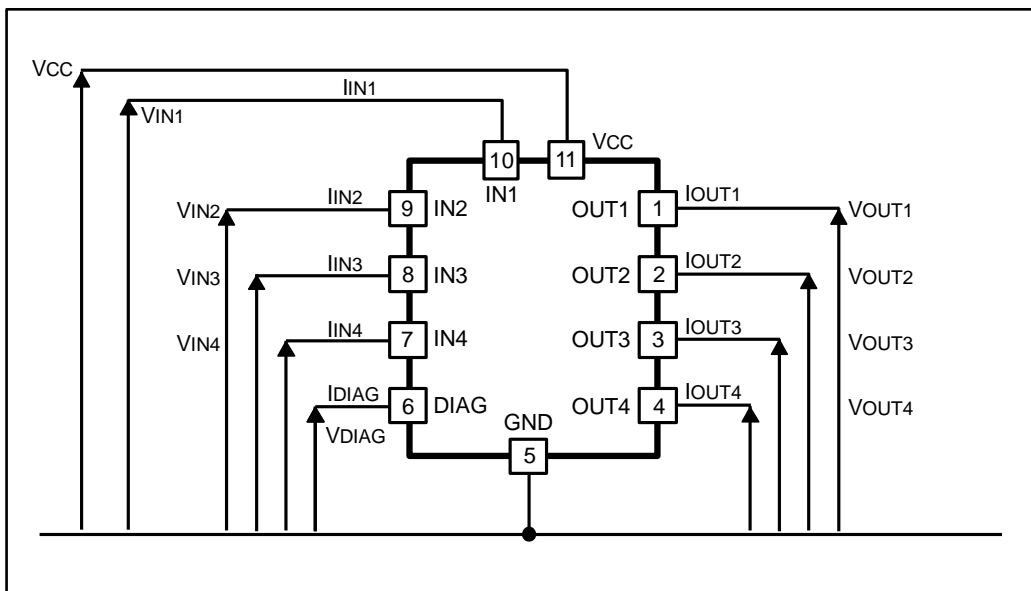 VCC
IIN1
VIN1
10
11
VCC
IN1
VIN2
IIN2
9
IN2
OUT1
1
IOUT1
VOUT1
VIN3
IIN3
8
IN3
OUT2
2
IOUT2
VOUT2
VIN4
IIN4
7
IN4
OUT3
3
IOUT3
VOUT3
IDIAG
6
DIAG
OUT4
4
IOUT4
VOUT4
VDIAG
GND
5